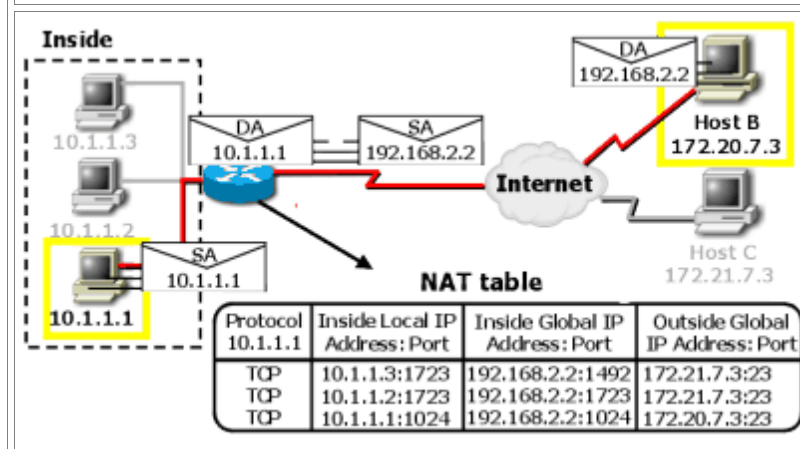 Inside
DA
192.168.2.2
Host B
172.20.7.3
10.1.1.3
DA
10.1.1.1
SA
192.168.2.2
Internet
10.1.1.2
SA
10.1.1.1
Host C
172.21.7.3
10.1.1.1
NAT table
Protocol Inside Local IP Inside Global IP Outside Global
10.1.1.1 Address: Port Address: Port IP Address: Port
TCP 10.1.1.3:1723 192.168.2.2:1492 172.21.7.3:23
TCP 10.1.1.2:1723 192.168.2.2:1723 172.21.7.3:23
TCP 10.1.1.1:1024 192.168.2.2:1024 172.20.7.3:23